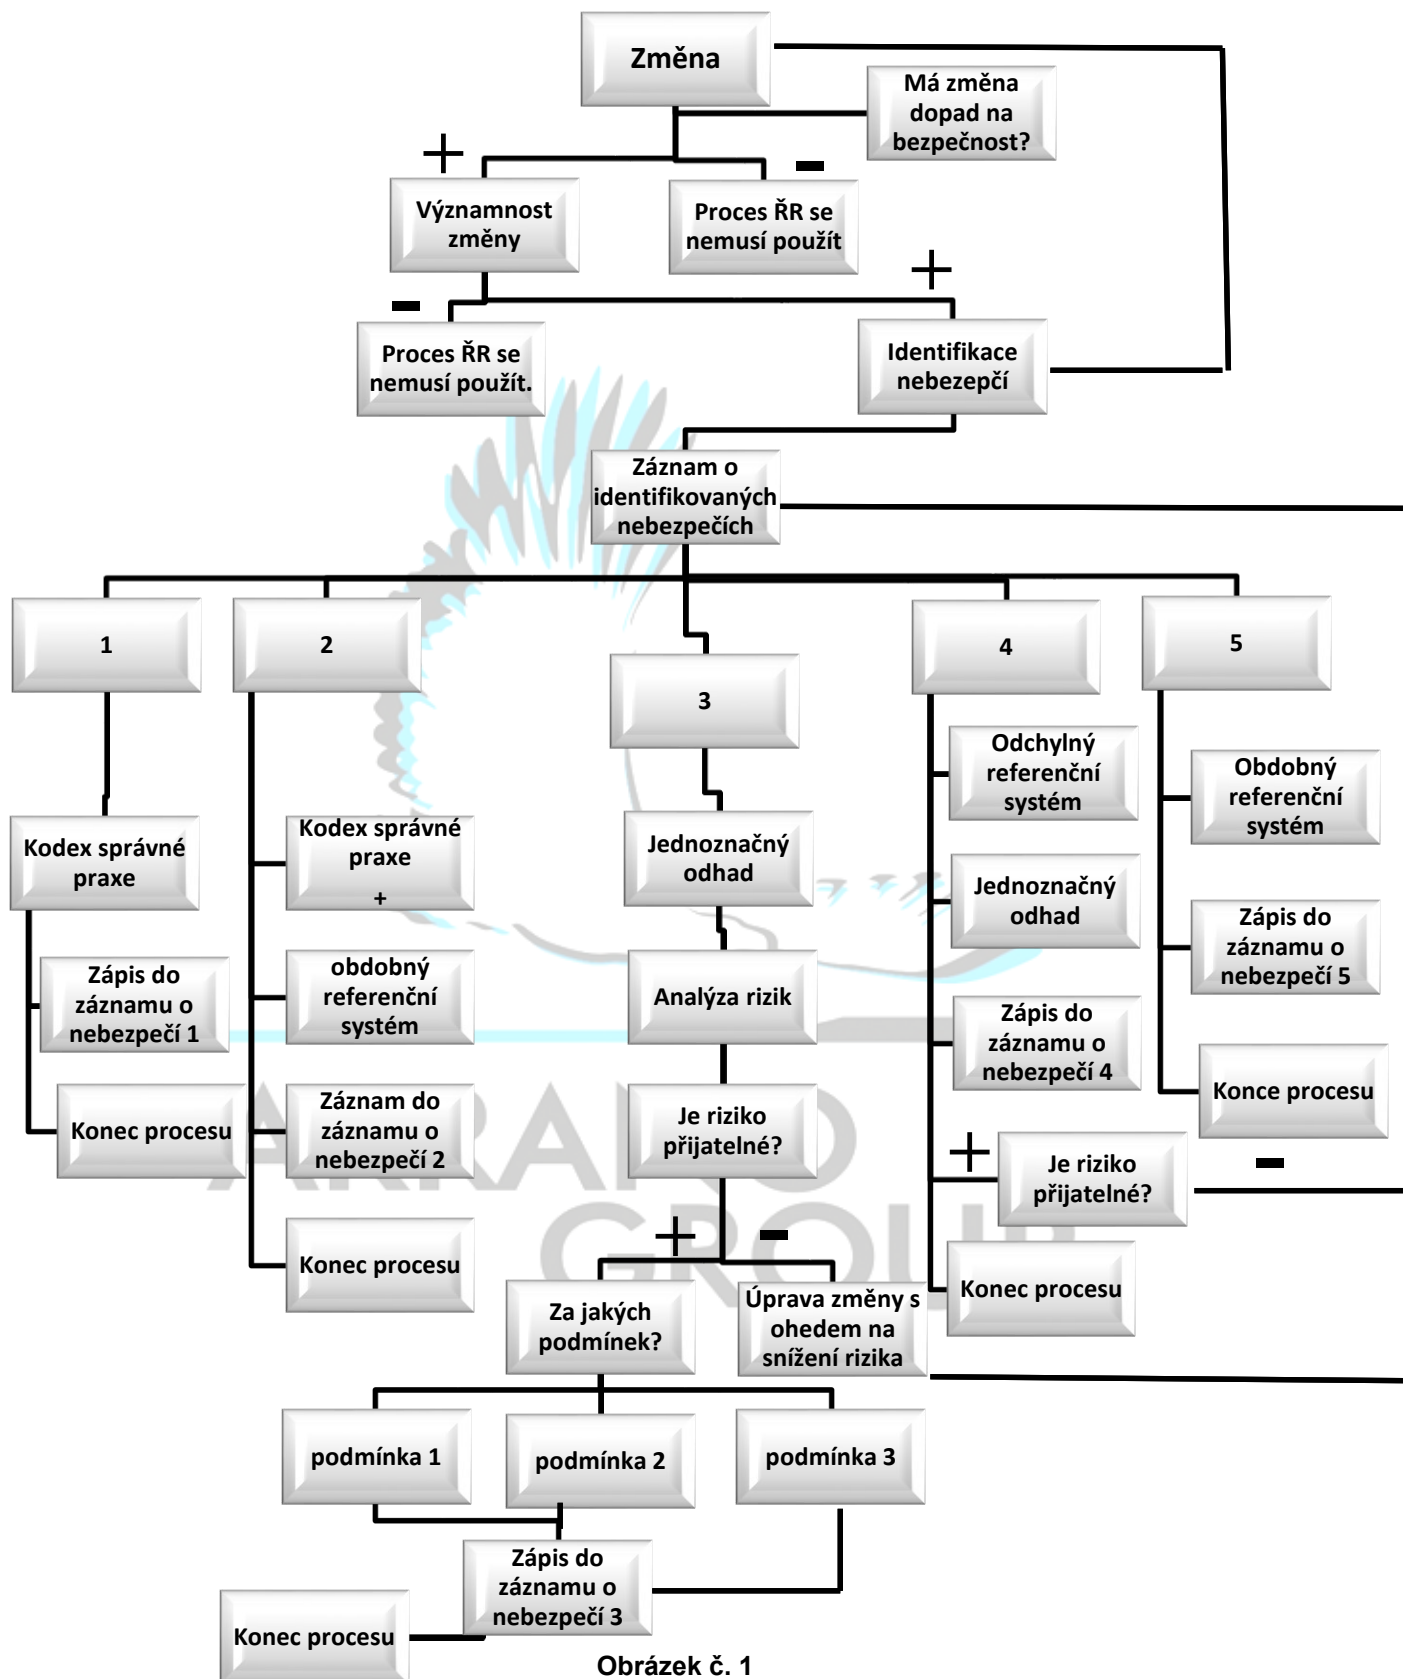 Změna
Má změna
dopad na
bezpečnost?
+
-
Významnost
změny
Proces ŘR se
nemusí použít
-
+
Proces ŘR se
nemusí použít.
Identifikace
nebezepčí
Záznam o
identifikovaných
nebezpečích
1
2
3
4
5
Kodex správné
praxe
Zápis do
záznamu o
nebezpečí 1
Konec procesu
Kodex správné
praxe
+
obdobný
referenční
systém
Záznam do
záznamu o
nebezpečí 2
Konec procesu
Jednoznačný
odhad
Analýza rizik
Je riziko
přijatelné?
+
-
Za jakých
podmínek?
Úprava změny s
ohedem na
snížení rizika
podmínka 1
podmínka 2
podmínka 3
Zápis do
záznamu o
nebezpečí 3
Konec procesu
Odchylný
referenční
systém
Jednoznačný
odhad
Zápis do
záznamu o
nebezpečí 4
+
Je riziko
přijatelné?
-
Konec procesu
Obdobný
referenční
systém
Zápis do
záznamu o
nebezpečí 5
Konce procesu
ARRANO
GROUP
Obrázek č. 1